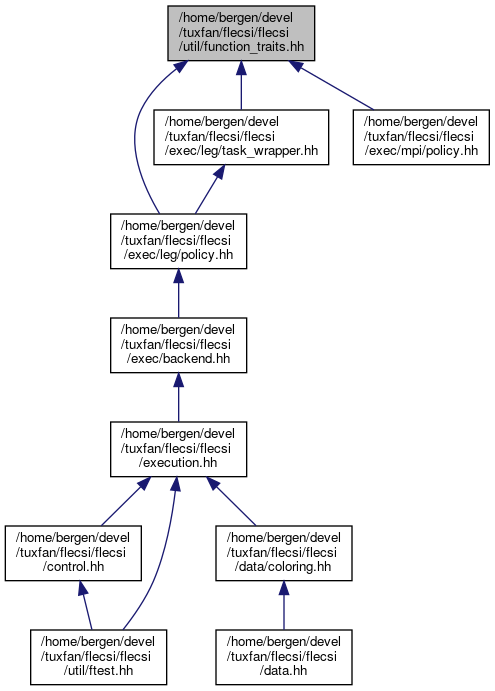 /home/bergen/devel
/tuxfan/flecsi/flecsi
/util/function_traits.hh
/home/bergen/devel
/tuxfan/flecsi/flecsi
/exec/leg/task_wrapper.hh
/home/bergen/devel
/tuxfan/flecsi/flecsi
/exec/mpi/policy.hh
/home/bergen/devel
/tuxfan/flecsi/flecsi
/exec/leg/policy.hh
/home/bergen/devel
/tuxfan/flecsi/flecsi
/exec/backend.hh
/home/bergen/devel
/tuxfan/flecsi/flecsi
/execution.hh
/home/bergen/devel
/tuxfan/flecsi/flecsi
/control.hh
/home/bergen/devel
/tuxfan/flecsi/flecsi
/data/coloring.hh
/home/bergen/devel
/tuxfan/flecsi/flecsi
/util/ftest.hh
/home/bergen/devel
/tuxfan/flecsi/flecsi
/data.hh